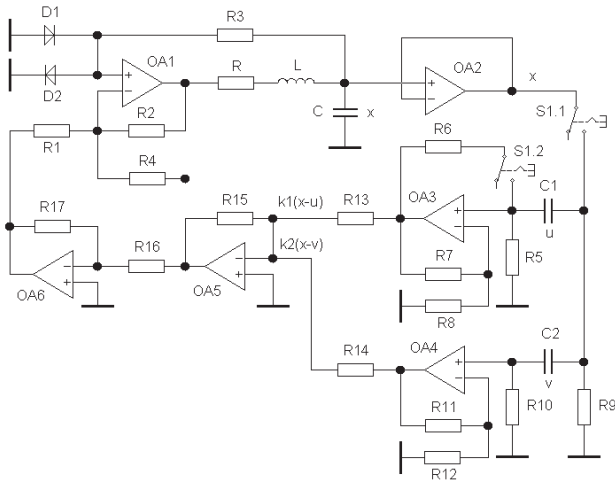 D1
R3
OA1
D2
R
L
OA2
x
R2
C
x
S1.1
R1
R4
R6
S1.2
R15
k1(x-u)
R13
OA3
C1
u
R17
R16
k2(x-v)
R7
R5
OA6
OA5
R8
R14
OA4
C2
v
R11
R10
R9
R12